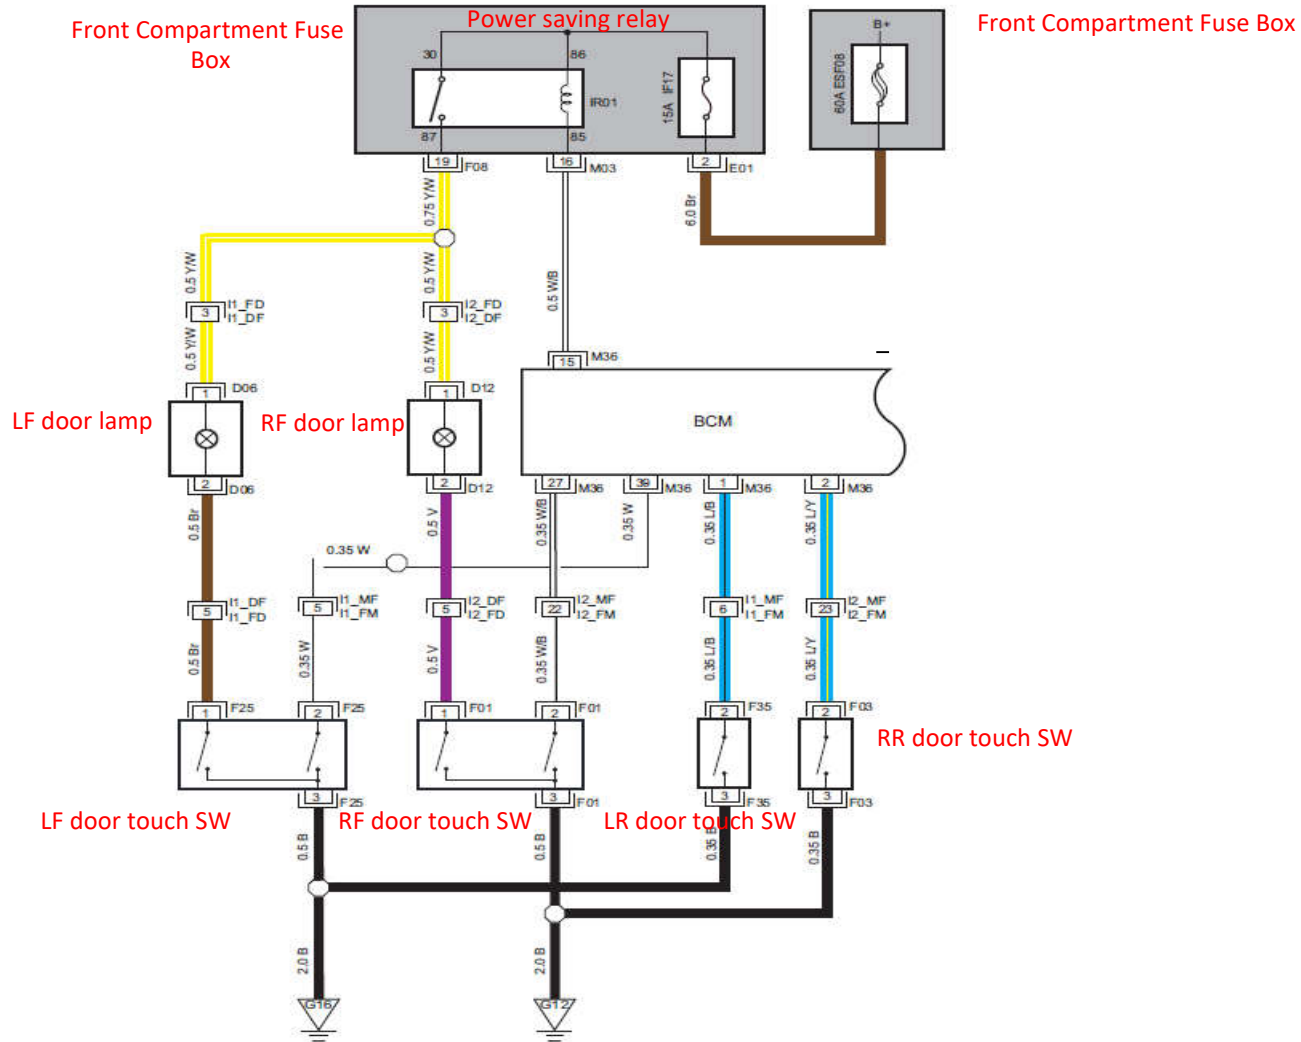 Front Compartment Fuse
Box
Power saving relay
Front Compartment Fuse Box
B+
30
86
15A IF17
60A ESF08
IR01
87
85
19
F08
16
M03
2
E01
0.75 Y/W
6.0 Br
0.5 Y/W
0.5 Y/W
0.5 W/B
3
I1_FD
I1_DF
3
I2_FD
I2_DF
0.5 Y/W
0.5 Y/W
15
M36
1
D06
1
D12
LF door lamp
RF door lamp
BCM
2
D06
2
D12
27
M36
39
M36
1
M36
2
M36
0.5 Br
0.5 V
0.35 W/B
0.35 W
0.35 L/B
0.35 L/Y
0.35 W
5
I1_DF
I1_FD
5
I1_MF
I1_FM
5
I2_DF
I2_FD
22
I2_MF
I2_FM
6
I1_MF
I1_FM
23
I2_MF
I2_FM
0.5 Br
0.35 W
0.5 V
0.35 W/B
0.35 L/B
0.35 L/Y
1
F25
2
F25
1
F01
2
F01
2
F35
2
F03
RR door touch SW
3
F25
3
F01
3
F35
3
F03
LF door touch SW
RF door touch SW
LR door touch SW
0.5 B
0.5 B
0.35 B
0.35 B
2.0 B
2.0 B
G16
G12